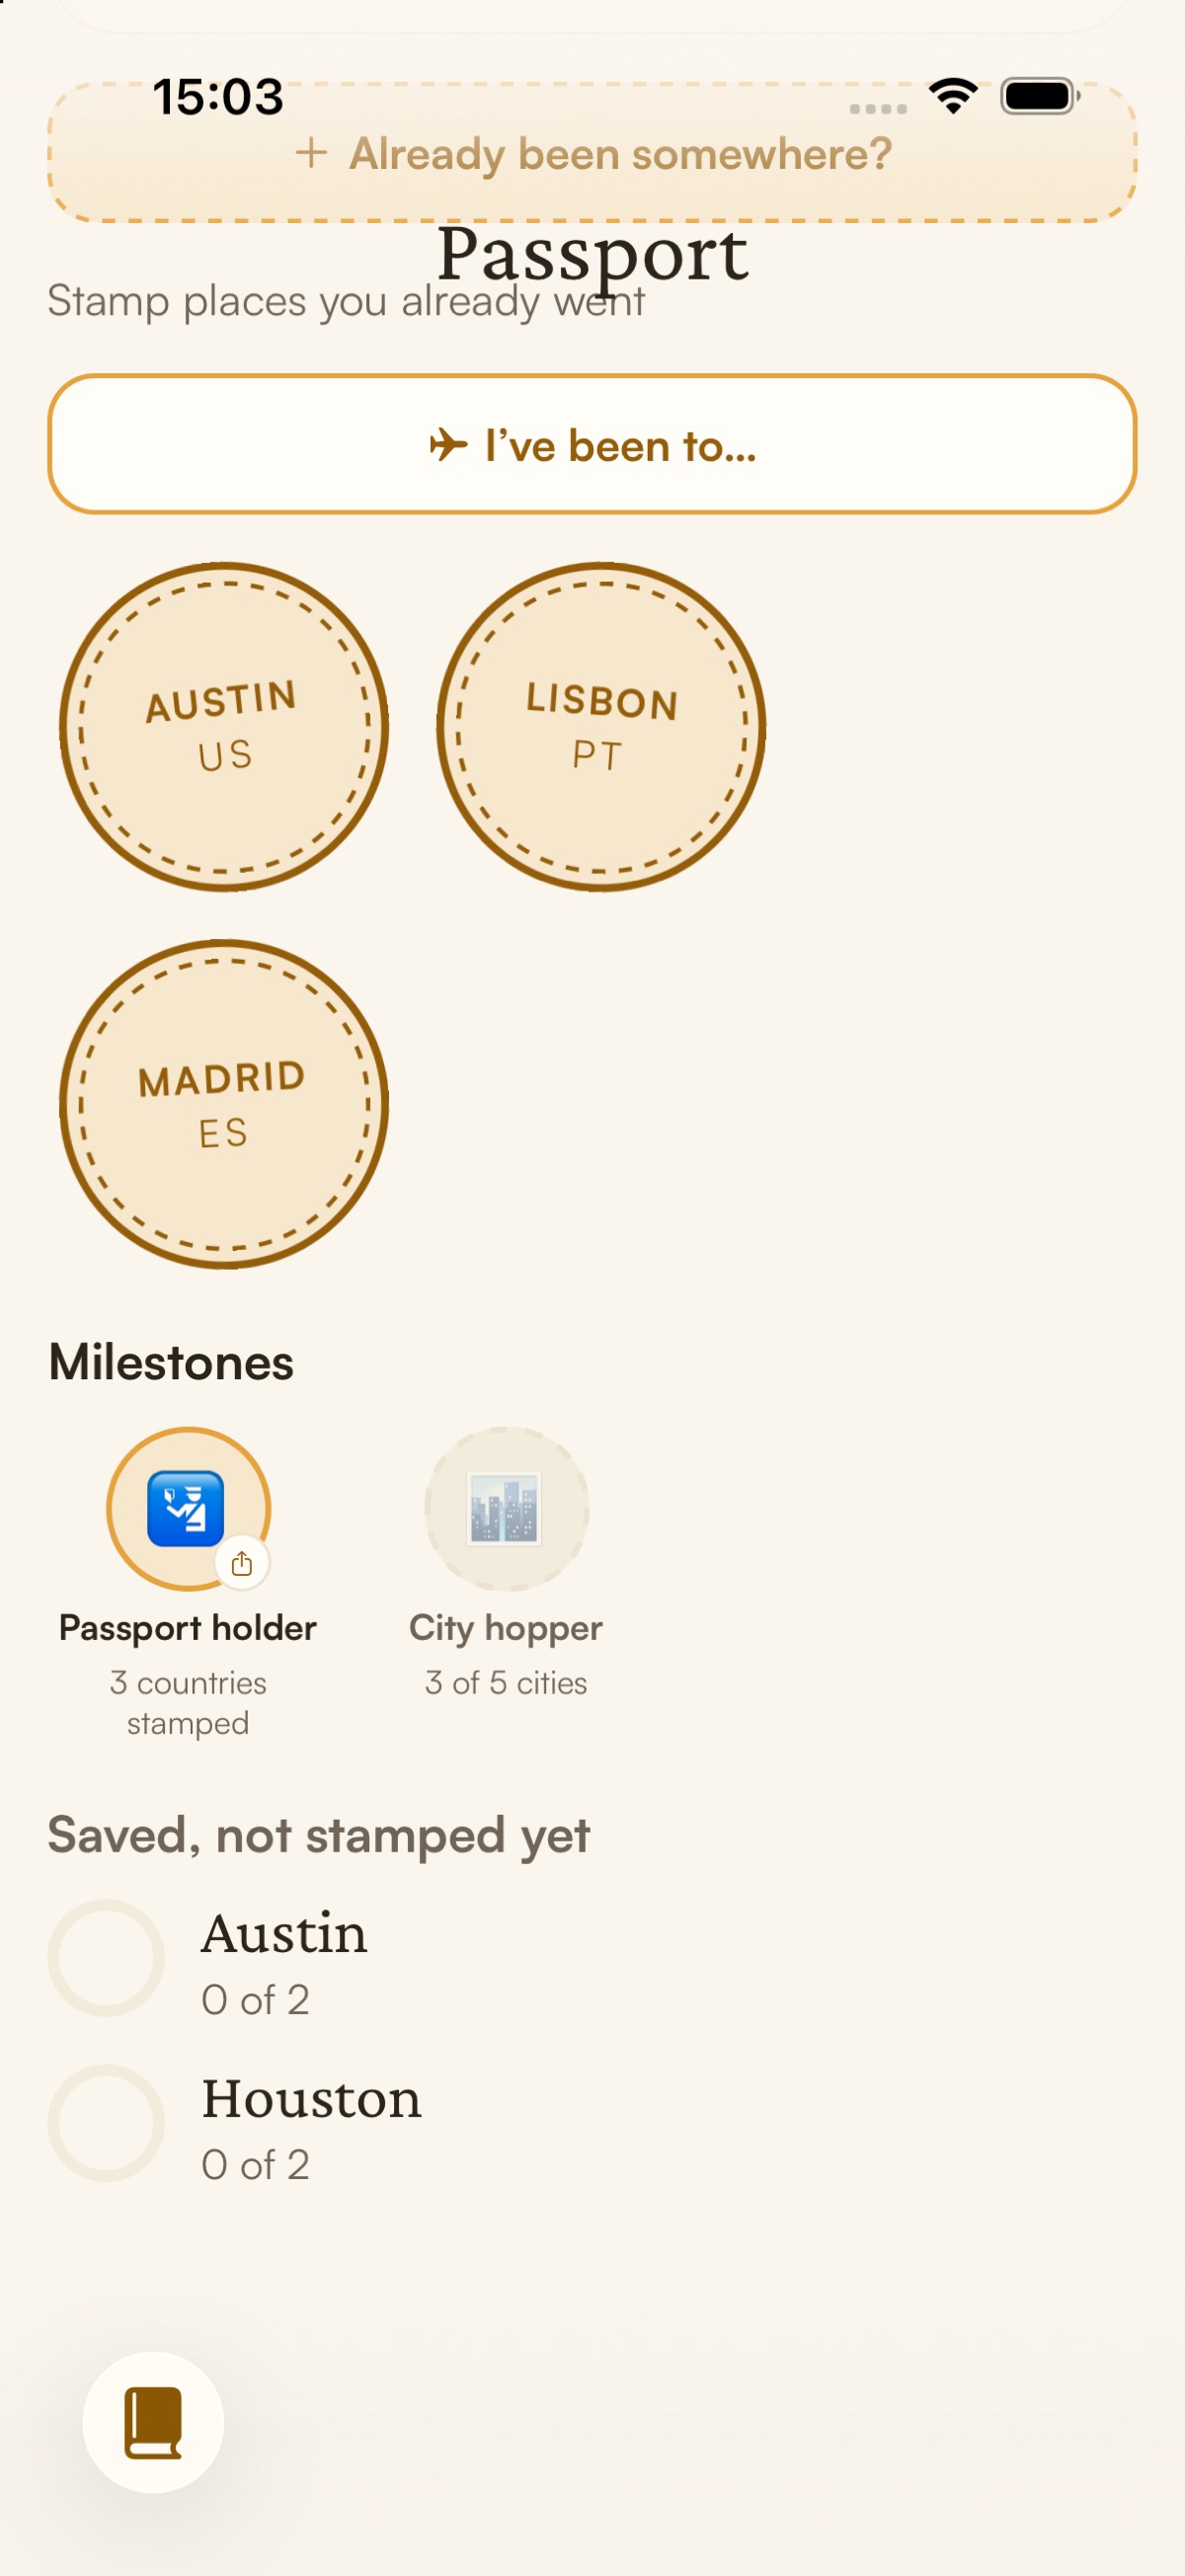 15:03
+ Already been somewhere?
Passport
Stamp places you already went
I’ve been to...
AUSTIN
US
LISBON
PT
MADRID
ES
Milestones
Passport holder
3 countries
stamped
City hopper
3 of 5 cities
Saved, not stamped yet
Austin
0 of 2
Houston
0 of 2